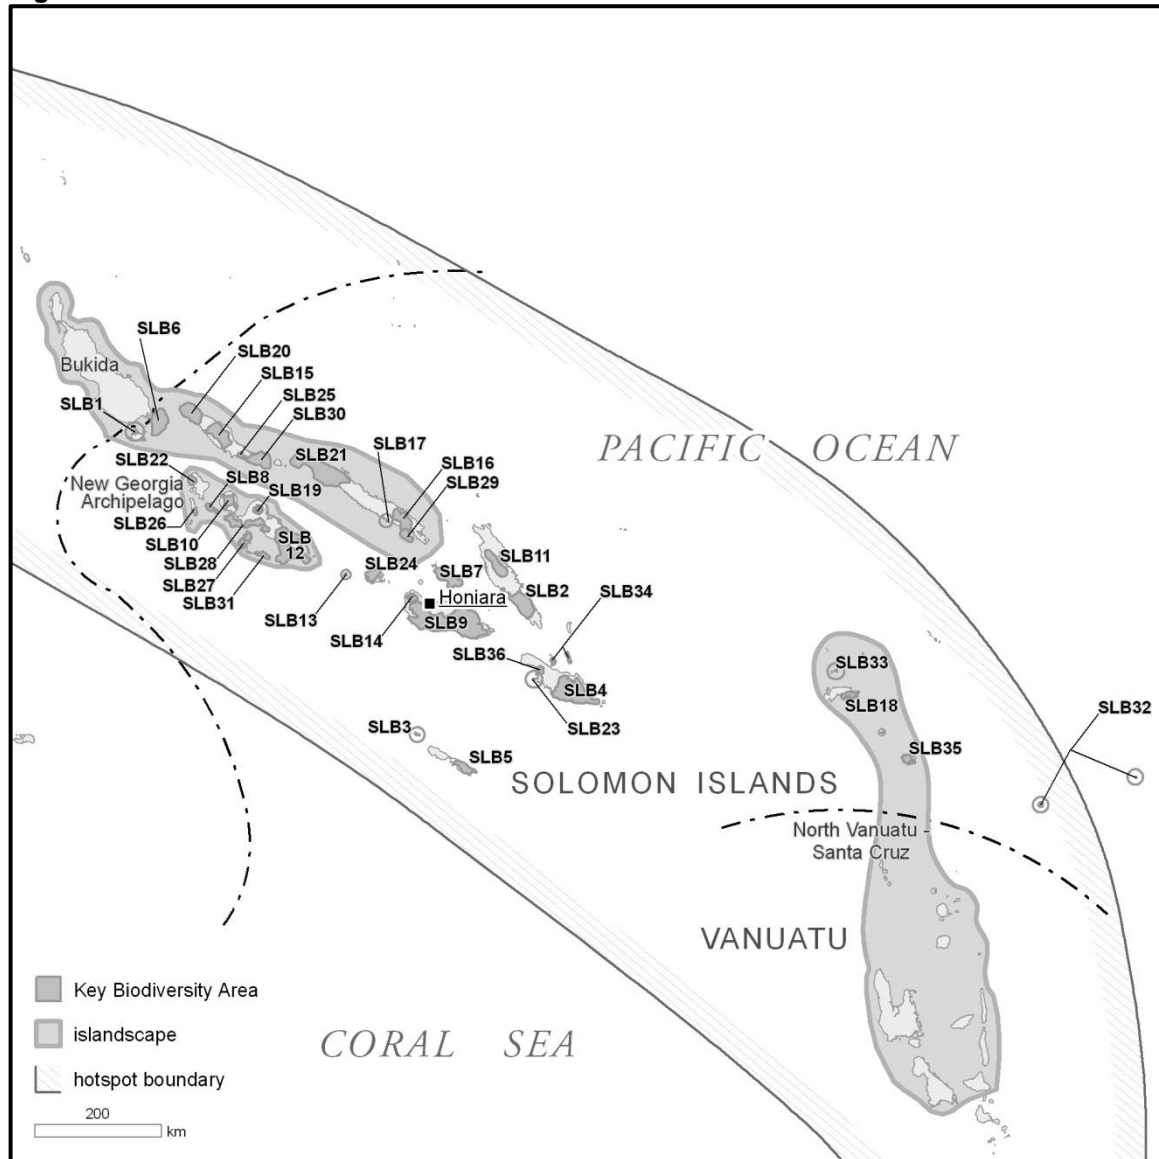 SLB6
SLB20
Bukida
SLB15
SLB25
SLB1
SLB30
SLB17
PACIFIC OCEAN
SLB22
SLB8
SLB21
SLB16
New Georgia
Archipelago
SLB19
SLB29
SLB26
SLB10
SLB
12
SLB28
SLB11
SLB24
SLB7
SLB27
SLB2
SLB34
SLB31
Honiara
SLB13
SLB9
SLB14
SLB36
SLB33
SLB4
SLB18
SLB32
SLB3
SLB23
SLB35
SLB5
SOLOMON ISLANDS
North Vanuatu -
Santa Cruz
VANUATU
Key Biodiversity Area
islandscape
CORAL SEA
hotspot boundary
200
km